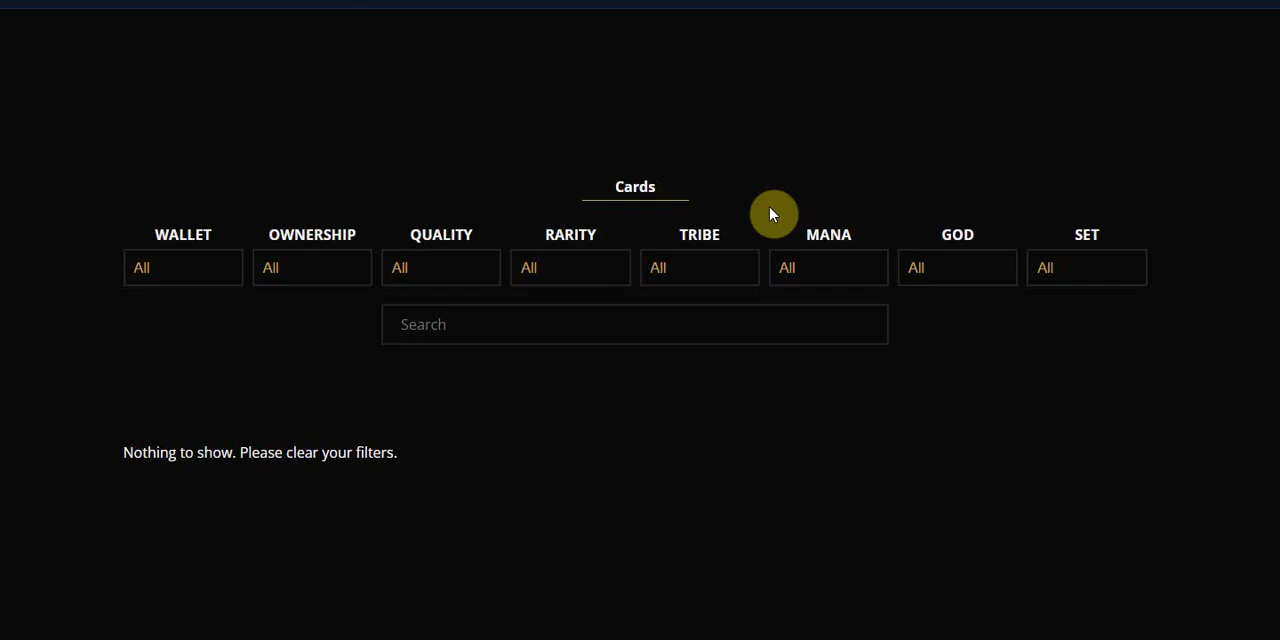 Cards
WALLET OWNERSHIP QUALITY RARITY TRIBE MANA GOD SET
All All All All All All All All
Search
Nothing to show. Please clear your filters.